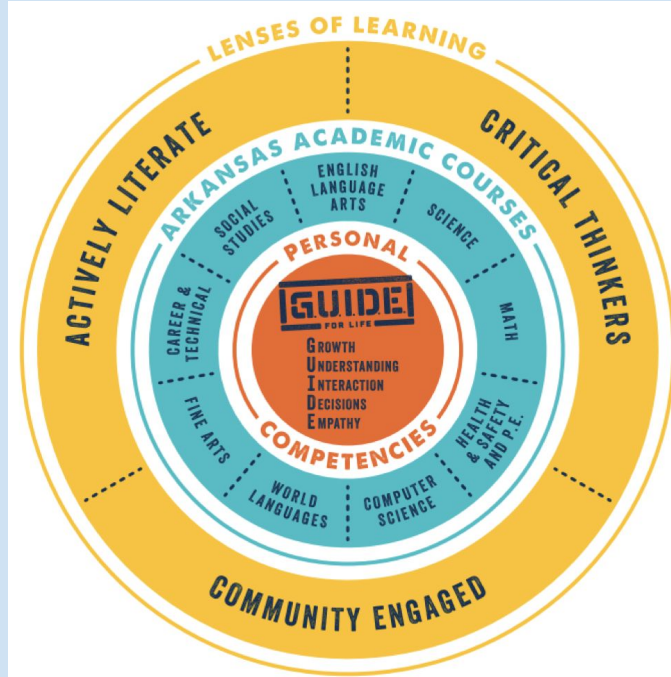 LENSES OF LEARNING
ACTIVELY LITERATE
CRITICAL THINKERS
COMMUNITY ENGAGED
ARKANSAS ACADEMIC COURSES
ENGLISH
LANGUAGE
ARTS
SCIENCE
MATH
HEALTH
& SAFETY
AND P.E.
COMPUTER
SCIENCE
WORLD
LANGUAGES
FINE ARTS
CAREER &
TECHNICAL
SOCIAL
STUDIES
PERSONAL
COMPETENCIES
G.U.I.D.E.
FOR LIFE
GROWTH
UNDERSTANDING
INTERACTION
DECISIONS
EMPATHY